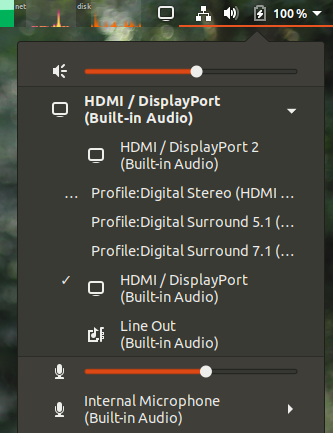 net
disk
100 %
HDMI / DisplayPort
(Built-in Audio)
HDMI / DisplayPort 2
(Built-in Audio)
... Profile:Digital Stereo (HDMI ...
Profile:Digital Surround 5.1 (...
Profile:Digital Surround 7.1 (...
✓ HDMI / DisplayPort
(Built-in Audio)
Line Out
(Built-in Audio)
Internal Microphone
(Built-in Audio)